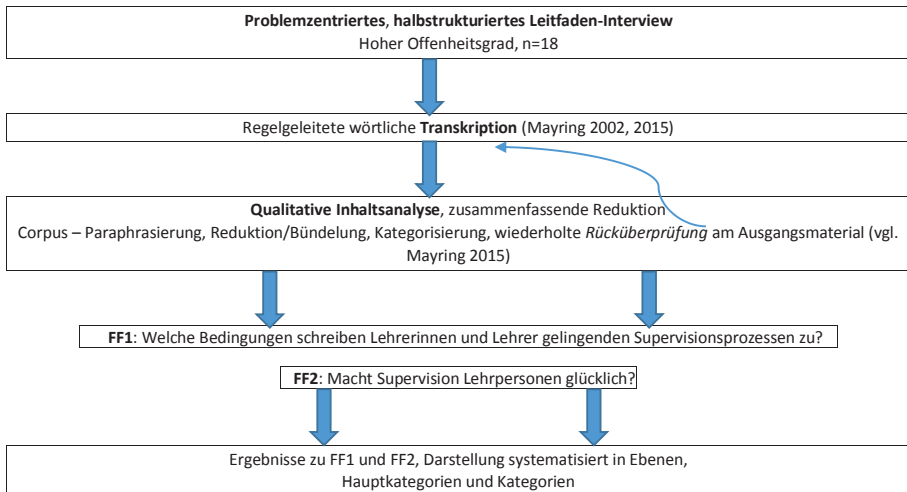 Problemzentriertes, halbstrukturiertes Leitfaden-Interview
Hoher Offenheitsgrad, n=18
Regelgeleitete wörtliche Transkription (Mayring 2002, 2015)
Qualitative Inhaltsanalyse, zusammenfassende Reduktion
Corpus – Paraphrasierung, Reduktion/Bündelung, Kategorisierung, wiederholte Rücküberprüfung am Ausgangsmaterial (vgl.
Mayring 2015)
FF1: Welche Bedingungen schreiben Lehrerinnen und Lehrer gelingenden Supervisionsprozessen zu?
FF2: Macht Supervision Lehrpersonen glücklich?
Ergebnisse zu FF1 und FF2, Darstellung systematisiert in Ebenen,
Hauptkategorien und Kategorien